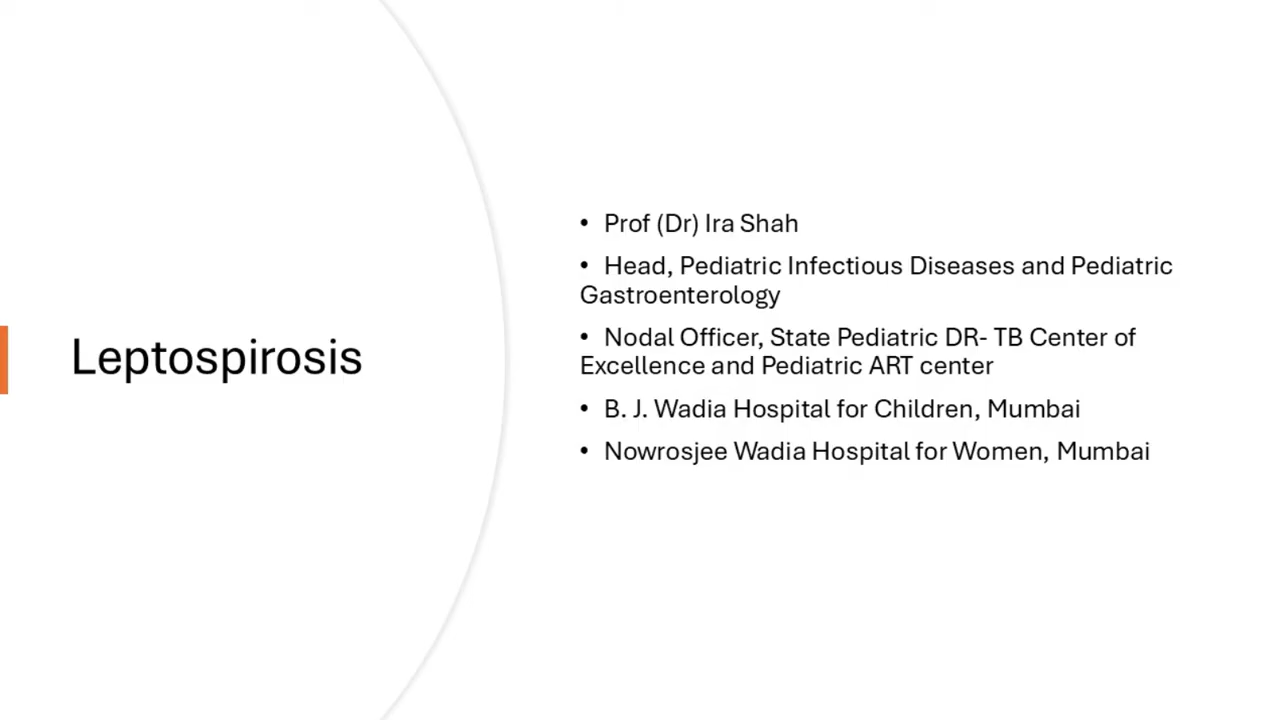 Leptospirosis
• Prof (Dr) Ira Shah
• Head, Pediatric Infectious Diseases and Pediatric
Gastroenterology
• Nodal Officer, State Pediatric DR- TB Center of
Excellence and Pediatric ART center
• B. J. Wadia Hospital for Children, Mumbai
• Nowrosjee Wadia Hospital for Women, Mumbai